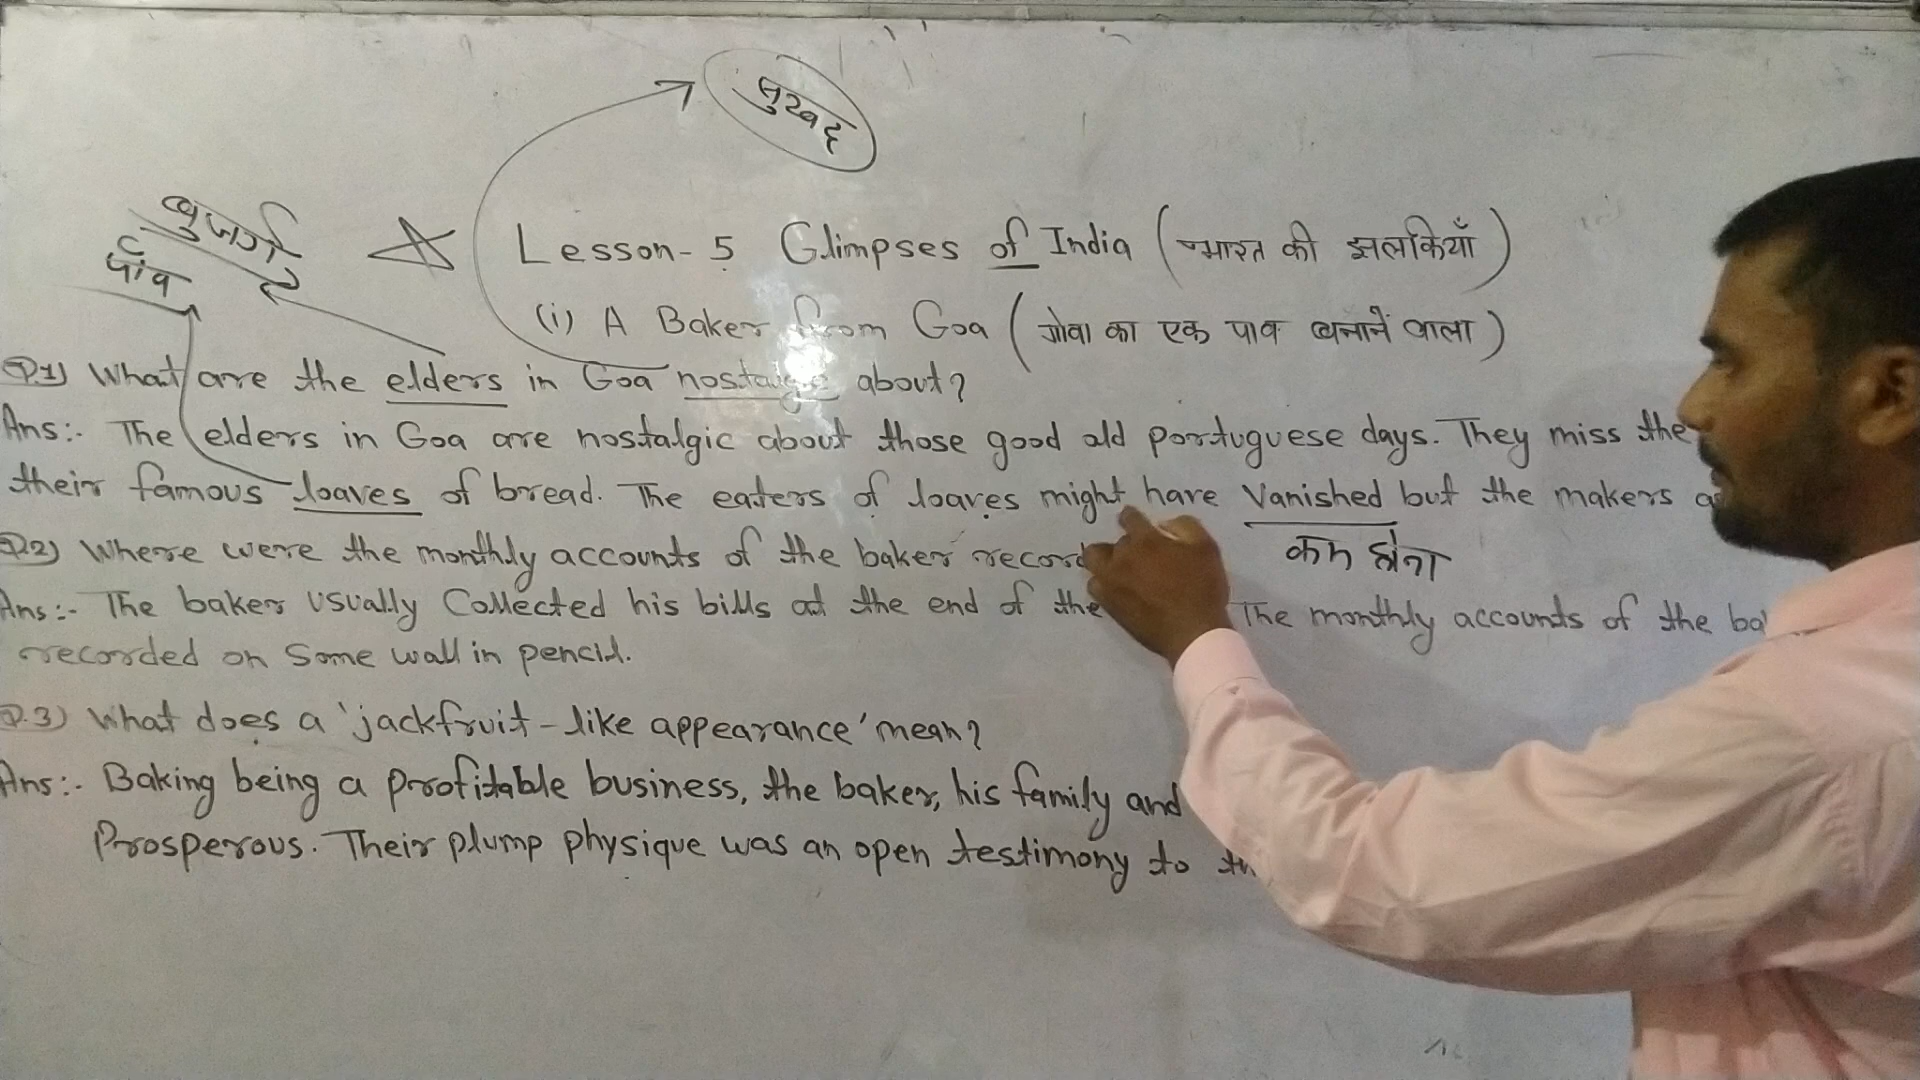 सुखद
बुजुर्गो
पांव
Lesson-5 Glimpses of India (भारत की झलकियाँ)
(i) A Baker from Goa (गोवा का एक पाव बनानें वाला)
Q.1) What are the elders in Goa nostalgic about?
Ans:- The elders in Goa are nostalgic about those good old portuguese days. They miss the
their famous loaves of bread. The eaters of loaves might have Vanished but the makers
कम होना
Q.2) Where were the monthly accounts of the baker record
Ans:- The baker Usually Collected his bills at the end of the The monthly accounts of the
recorded on Some wall in pencil.
Q.3) What does a 'jackfruit-like appearance' mean?
Ans:- Baking being a profitable business, the baker, his family and
Prosperous. Their plump physique was an open testimony to